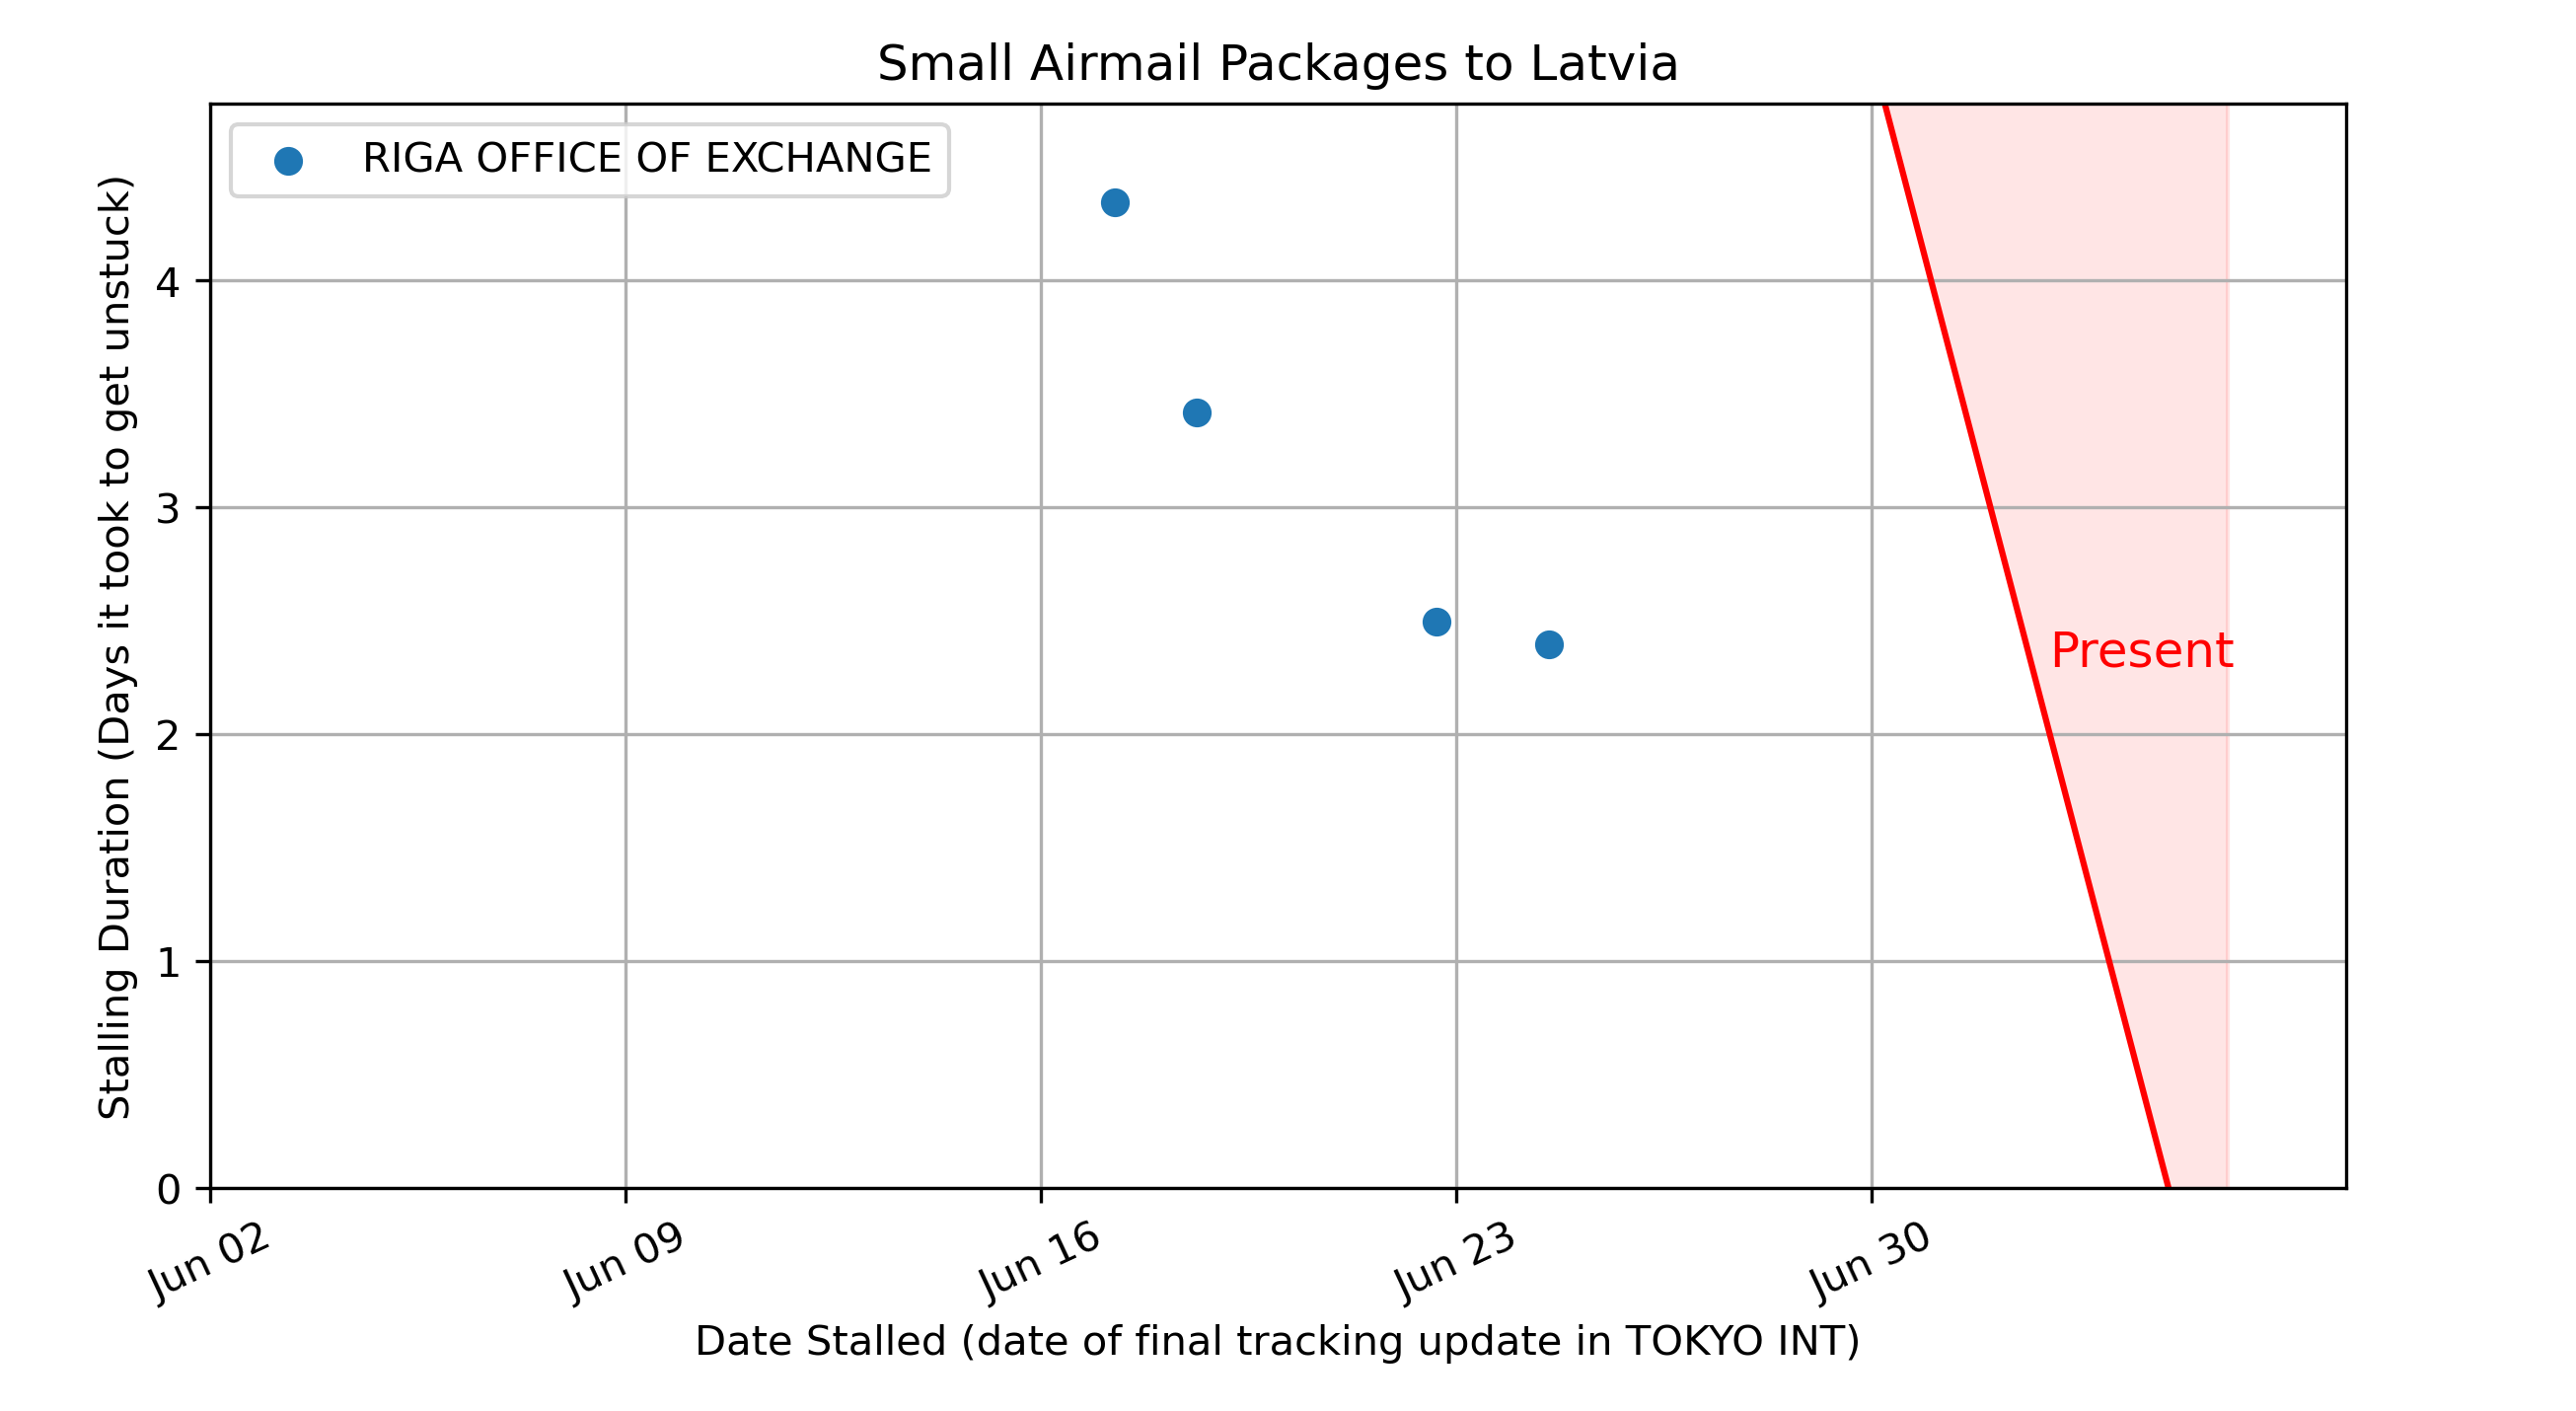 Small Airmail Packages to Latvia
RIGA OFFICE OF EXCHANGE
Stalling Duration (Days it took to get unstuck)
4
3
2
1
0
Present
Jun 02
Jun 09
Jun 16
Jun 23
Jun 30
Date Stalled (date of final tracking update in TOKYO INT)